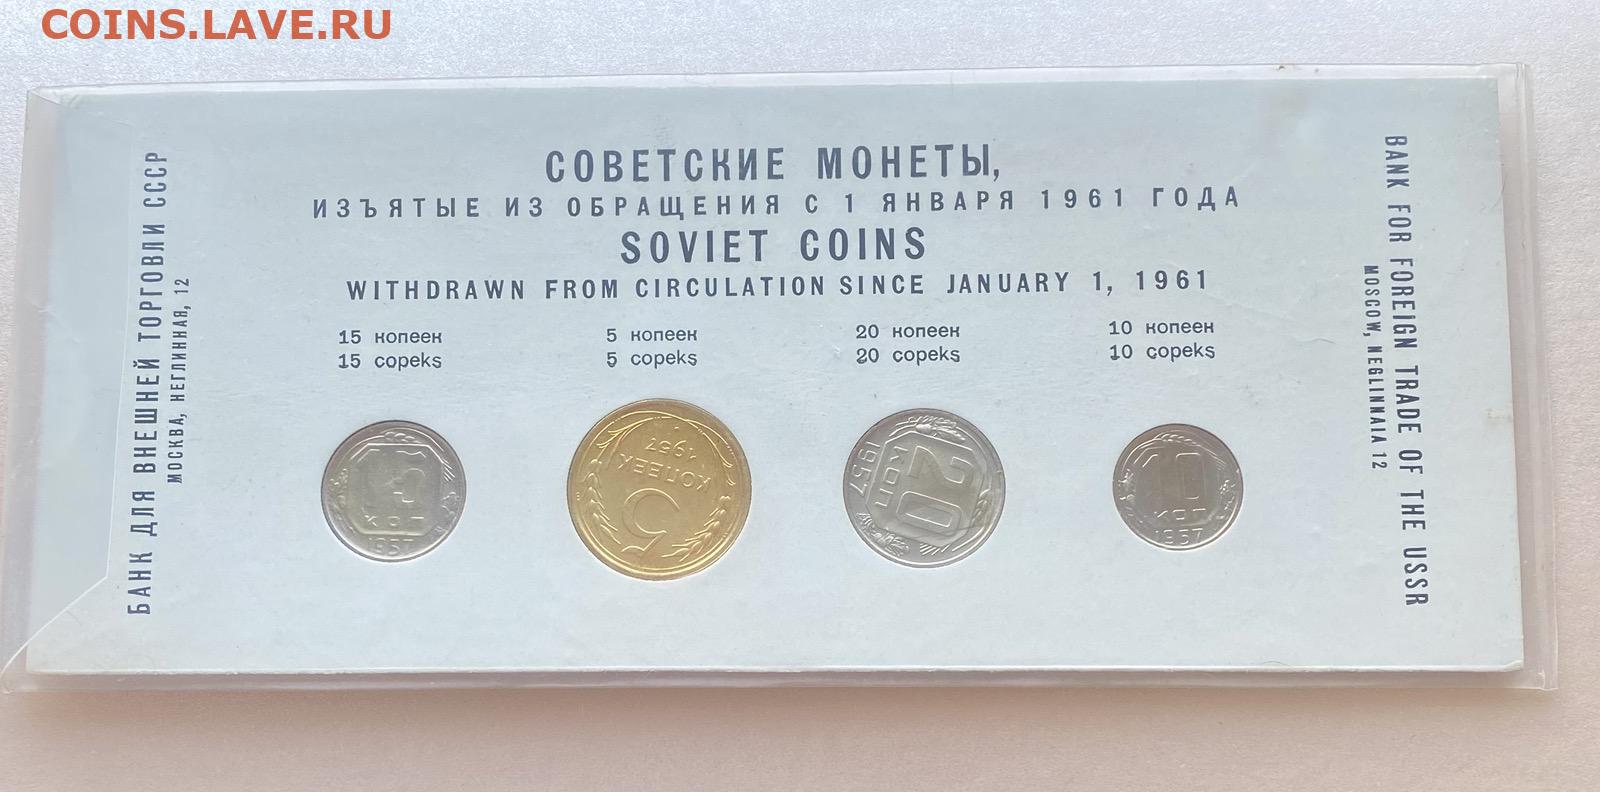 COINS.LAVE.RU
СОВЕТСКИЕ МОНЕТЫ,
ИЗЪЯТЫЕ ИЗ ОБРАЩЕНИЯ С 1 ЯНВАРЯ 1961 ГОДА
SOVIET COINS
WITHDRAWN FROM CIRCULATION SINCE JANUARY 1, 1961
15 копеек
15 copeks
5 копеек
5 copeks
20 копеек
20 copeks
10 копеек
10 copeks
БАНК ДЛЯ ВНЕШНЕЙ ТОРГОВЛИ СССР
МОСКВА, НЕГЛИННАЯ, 12
BANK FOR FOREIGN TRADE OF THE USSR
MOSCOW, NEGLINNAIA 12
15
КОП
1957
5
КОПЕЕК
1957
20
КОП
1957
10
КОП
1957